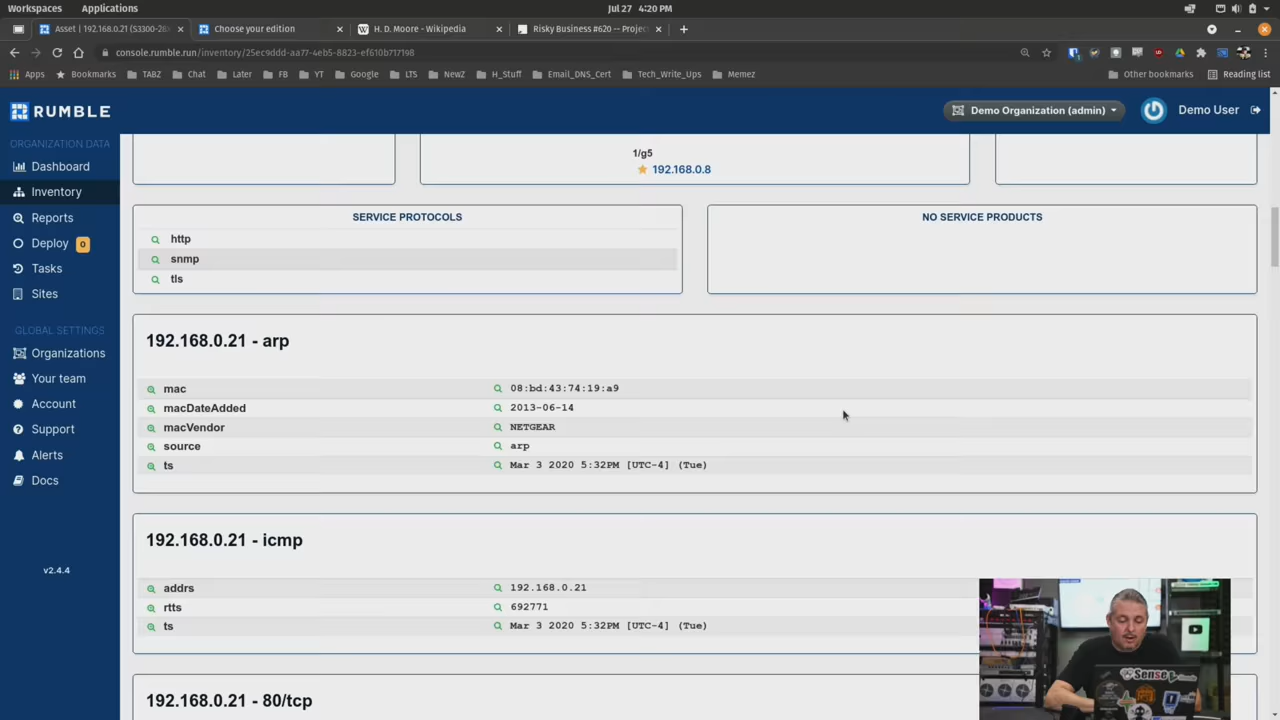 Workspaces Applications Jul 27 4:20 PM
Asset | 192.168.0.21 (S3300-28 Choose your edition H. D. Moore - Wikipedia Risky Business #620 -- Proje
console.rumble.run/inventory/25ec9ddd-aa77-4eb5-8823-ef610b717198
Apps Bookmarks TABZ Chat Later FB YT Google LTS NewZ H_Stuff Email_DNS_Cert Tech_Write_Ups Memez Other bookmarks Reading list
RUMBLE Demo Organization (admin) Demo User
ORGANIZATION DATA
Dashboard
Inventory
Reports
Deploy 0
Tasks
Sites
GLOBAL SETTINGS
Organizations
Your team
Account
Support
Alerts
Docs
v2.4.4
1/g5
192.168.0.8
SERVICE PROTOCOLS
http
snmp
tls
NO SERVICE PRODUCTS
192.168.0.21 - arp
mac 08:bd:43:74:19:a9
macDateAdded 2013-06-14
macVendor NETGEAR
source arp
ts Mar 3 2020 5:32PM [UTC-4] (Tue)
192.168.0.21 - icmp
addrs 192.168.0.21
rtts 692771
ts Mar 3 2020 5:32PM [UTC-4] (Tue)
192.168.0.21 - 80/tcp
Sense